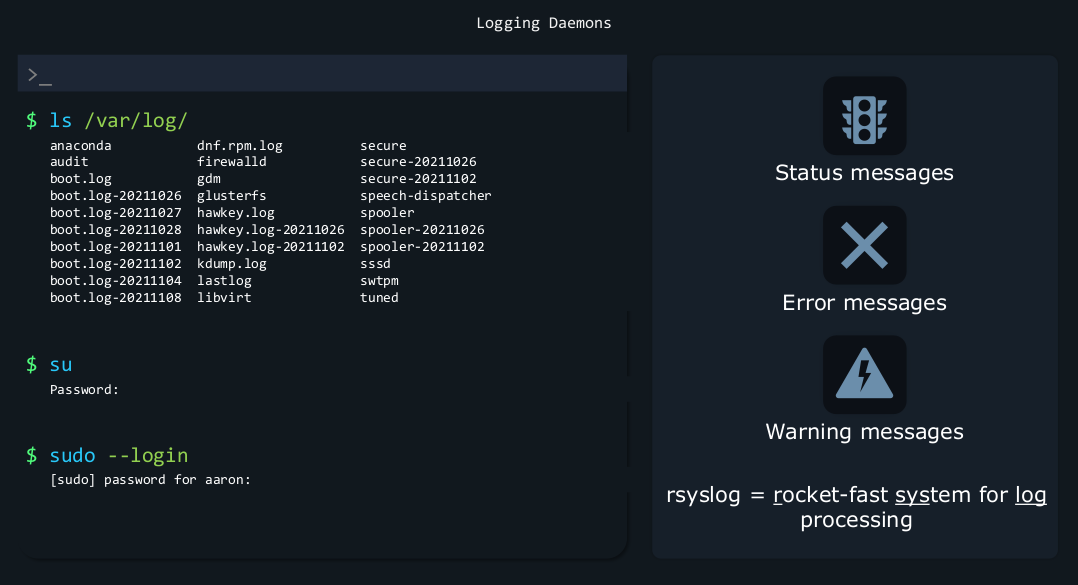 Logging Daemons
>_
$ ls /var/log/
anaconda dnf.rpm.log secure
audit firewalld secure-20211026
boot.log gdm secure-20211102
boot.log-20211026 glusterfs speech-dispatcher
boot.log-20211027 hawkey.log spooler
boot.log-20211028 hawkey.log-20211026 spooler-20211026
boot.log-20211101 hawkey.log-20211102 spooler-20211102
boot.log-20211102 kdump.log sssd
boot.log-20211104 lastlog swtpm
boot.log-20211108 libvirt tuned
$ su
Password:
$ sudo --login
[sudo] password for aaron:
Status messages
Error messages
Warning messages
rsyslog = rocket-fast system for log
processing